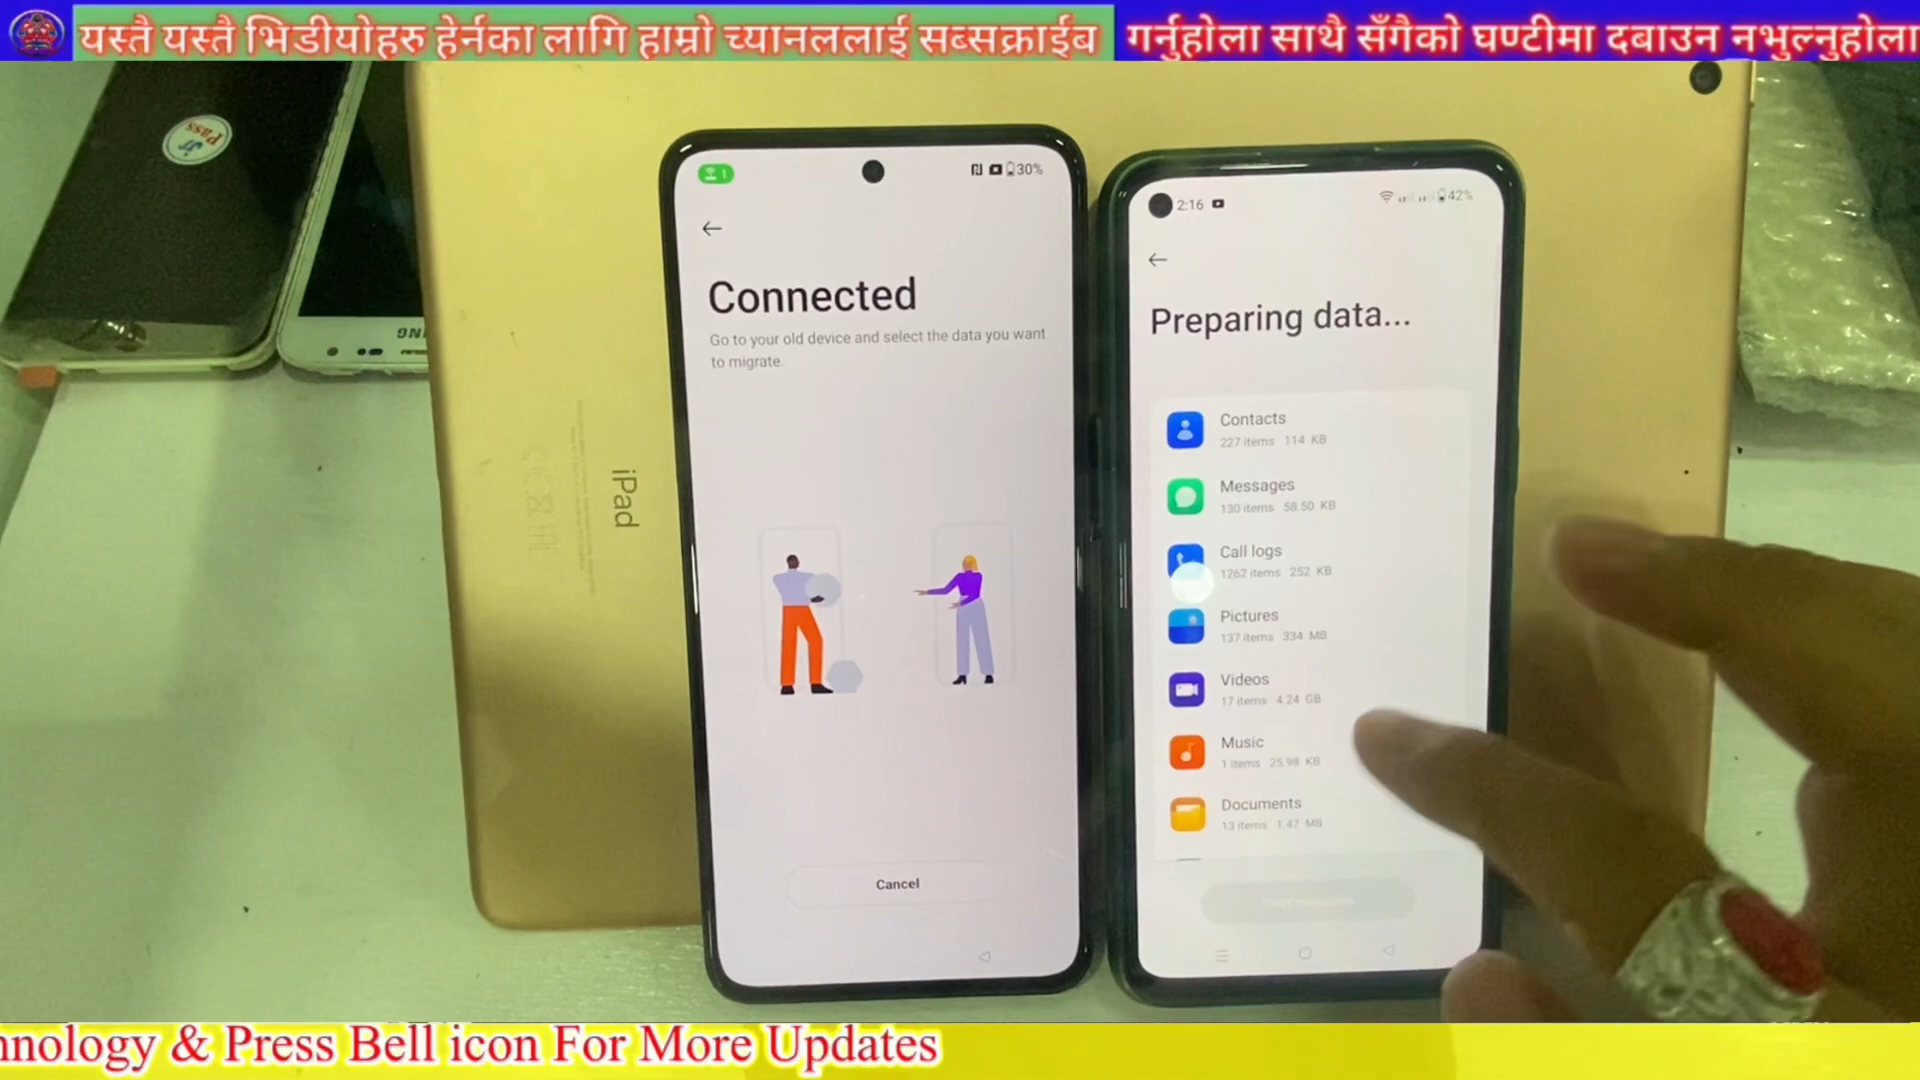 यस्तै यस्तै भिडीयोहरु हेर्नका लागि हाम्रो च्यानललाई सब्सक्राईब गर्नुहोला साथै सँगैको घण्टीमा दबाउन नभुल्नुहोला
Pass
SAMSUNG
iPad
1
30%
Connected
Go to your old device and select the data you want
to migrate.
Cancel
2:16
42%
Preparing data...
Contacts
227 items 114 KB
Messages
130 items 58.50 KB
Call logs
1262 items 252 KB
Pictures
137 items 334 MB
Videos
17 items 4.24 GB
Music
1 items 25.98 KB
Documents
13 items 1.47 MB
hnology & Press Bell icon For More Updates